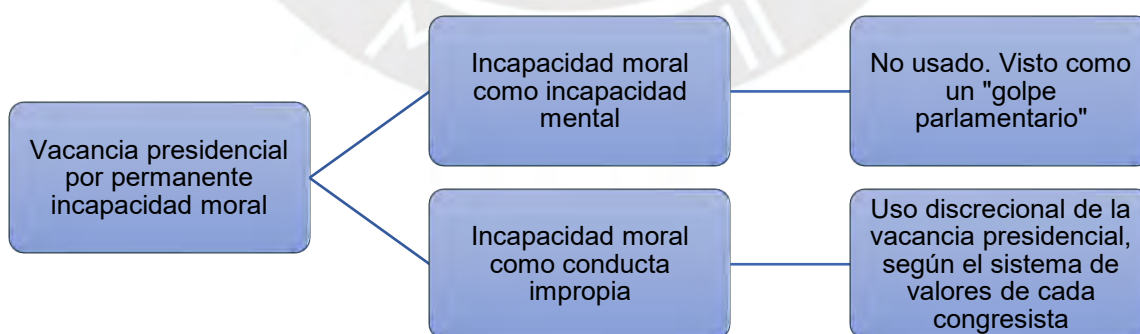 Vacancia presidencial
por permanente
incapacidad moral
Incapacidad moral
como incapacidad
mental
No usado. Visto como
un "golpe
parlamentario"
Incapacidad moral
como conducta
impropia
Uso discrecional de la
vacancia presidencial,
según el sistema de
valores de cada
congresista